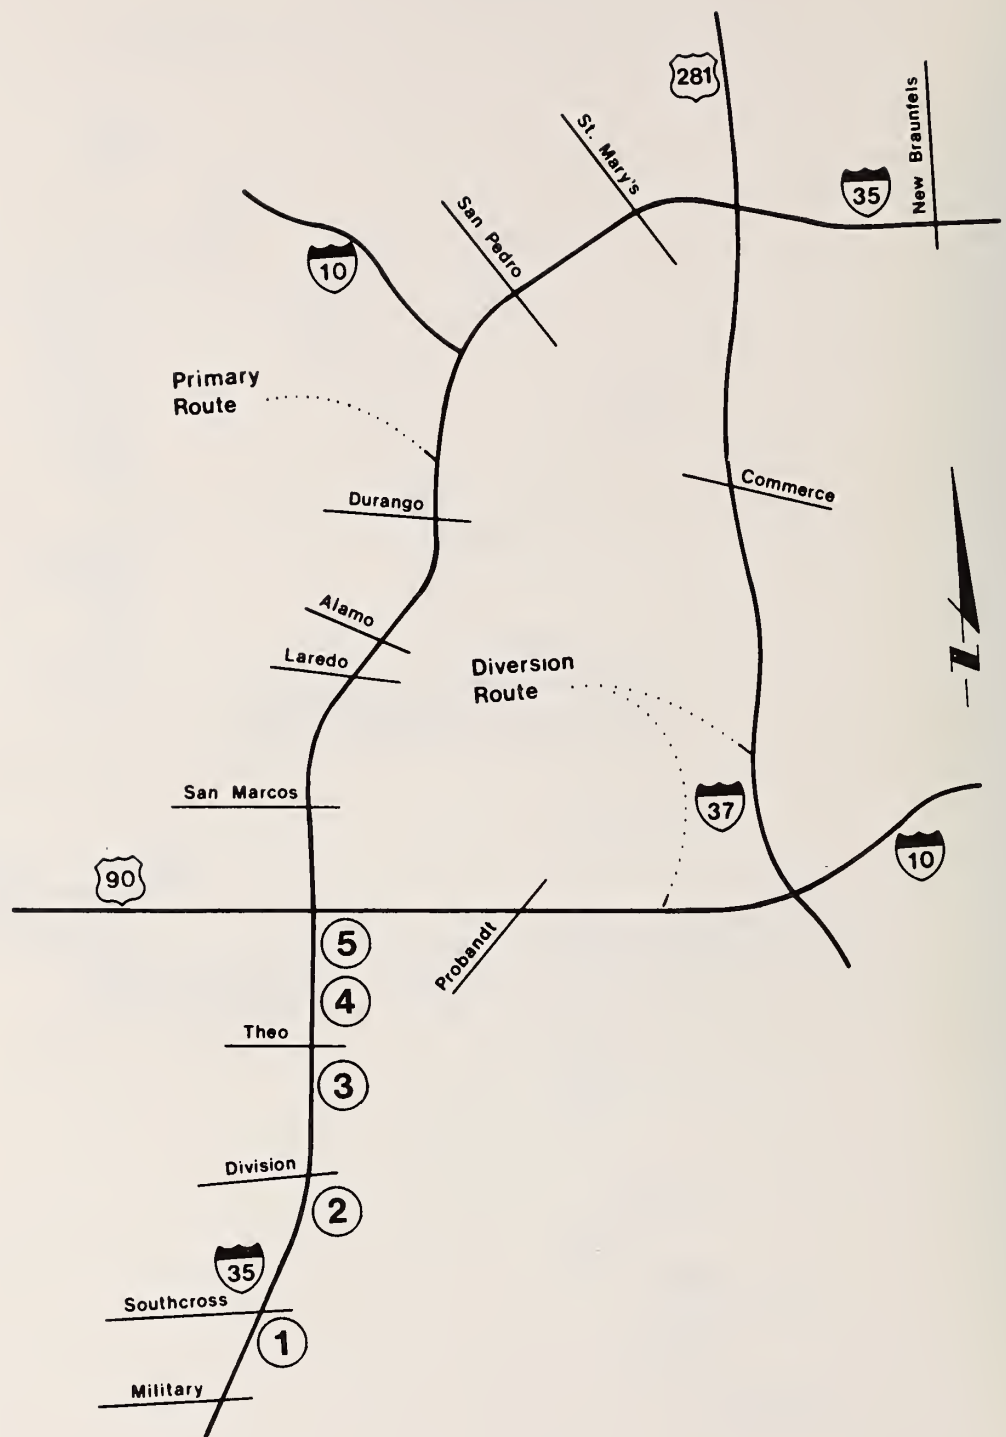 281
New Braunfels
St. Mary's
35
San Pedro
10
Primary
Route
Commerce
Durango
Alamo
Laredo
Diversion
Route
N
San Marcos
37
10
90
5
Probandt
4
Theo
3
Division
2
35
Southcross
1
Military